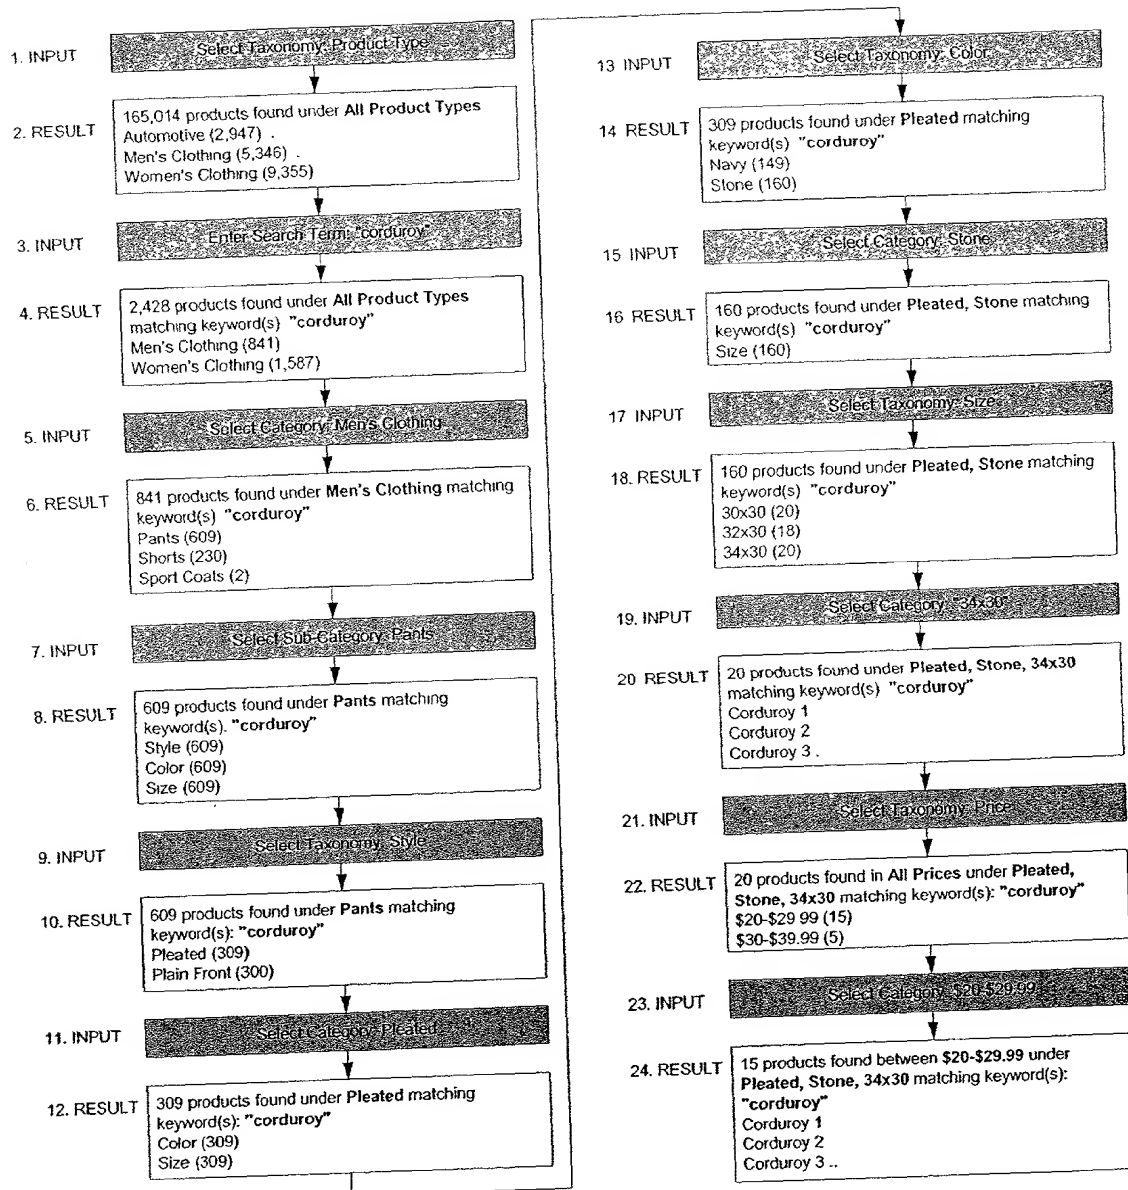 1. INPUT
Select Taxonomy: Product Type
2. RESULT
165,014 products found under All Product Types
Automotive (2,947) .
Men's Clothing (5,346) .
Women's Clothing (9,355)
3. INPUT
Enter Search Term: "corduroy"
4. RESULT
2,428 products found under All Product Types
matching keyword(s) "corduroy"
Men's Clothing (841)
Women's Clothing (1,587)
5. INPUT
Select Category: Men's Clothing
6. RESULT
841 products found under Men's Clothing matching
keyword(s) "corduroy"
Pants (609)
Shorts (230)
Sport Coats (2)
7. INPUT
Select Sub-Category: Pants
8. RESULT
609 products found under Pants matching
keyword(s). "corduroy"
Style (609)
Color (609)
Size (609)
9. INPUT
Select Taxonomy: Style
10. RESULT
609 products found under Pants matching
keyword(s): "corduroy"
Pleated (309)
Plain Front (300)
11. INPUT
Select Category: Pleated
12. RESULT
309 products found under Pleated matching
keyword(s): "corduroy"
Color (309)
Size (309)
13 INPUT
Select Taxonomy: Color
14 RESULT
309 products found under Pleated matching
keyword(s) "corduroy"
Navy (149)
Stone (160)
15 INPUT
Select Category: Stone
16 RESULT
160 products found under Pleated, Stone matching
keyword(s) "corduroy"
Size (160)
17 INPUT
Select Taxonomy: Size
18. RESULT
160 products found under Pleated, Stone matching
keyword(s) "corduroy"
30x30 (20)
32x30 (18)
34x30 (20)
19. INPUT
Select Category: "34x30"
20 RESULT
20 products found under Pleated, Stone, 34x30
matching keyword(s) "corduroy"
Corduroy 1
Corduroy 2
Corduroy 3 .
21. INPUT
Select Taxonomy: Price
22. RESULT
20 products found in All Prices under Pleated,
Stone, 34x30 matching keyword(s): "corduroy"
$20-$29 99 (15)
$30-$39.99 (5)
23. INPUT
Select Category: $20-$29.99
24. RESULT
15 products found between $20-$29.99 under
Pleated, Stone, 34x30 matching keyword(s):
"corduroy"
Corduroy 1
Corduroy 2
Corduroy 3 ..